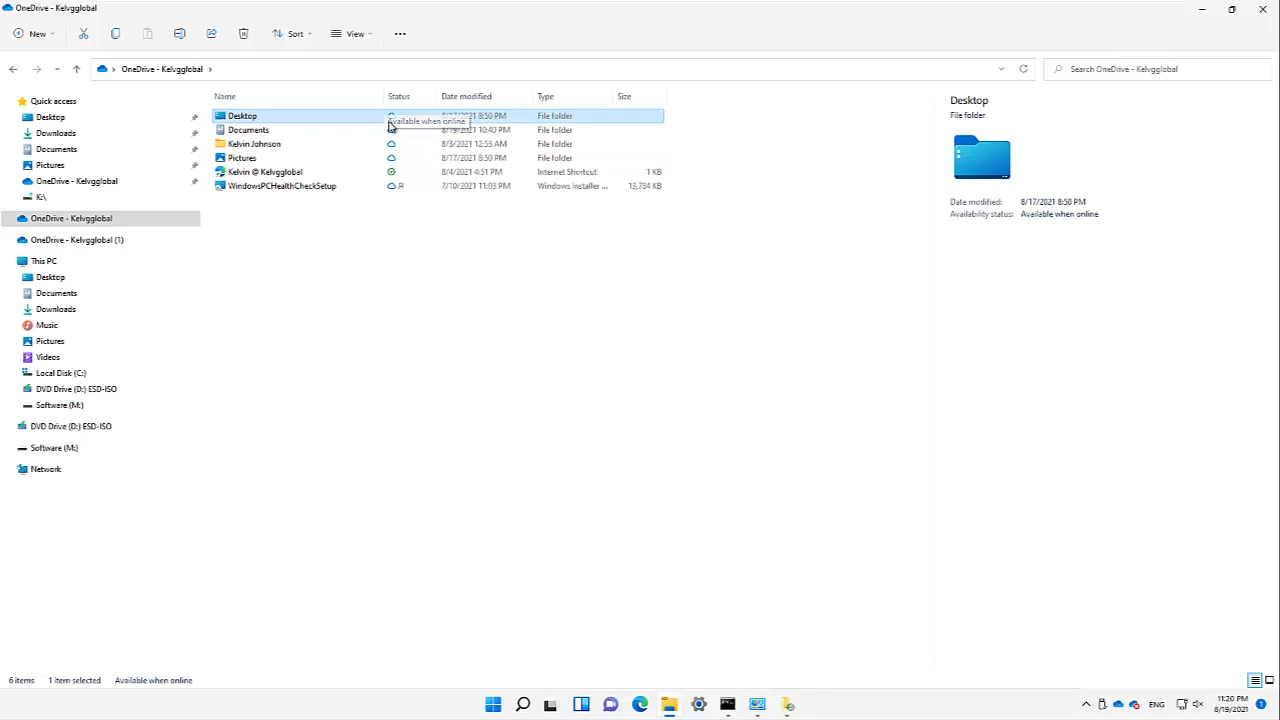 OneDrive - Kelvgglobal
New
Sort
View
OneDrive - Kelvgglobal
Search OneDrive - Kelvgglobal
Quick access
Desktop
Downloads
Documents
Pictures
OneDrive - Kelvgglobal
K:\
OneDrive - Kelvgglobal
OneDrive - Kelvgglobal (1)
This PC
Desktop
Documents
Downloads
Music
Pictures
Videos
Local Disk (C:)
DVD Drive (D:) ESD-ISO
Software (M:)
DVD Drive (D:) ESD-ISO
Software (M:)
Network
Name Status Date modified Type Size
Desktop 8/17/2021 8:50 PM File folder
Available when online
Documents 8/19/2021 10:40 PM File folder
Kelvin Johnson 8/3/2021 12:53 AM File folder
Pictures 8/17/2021 8:50 PM File folder
Kelvin @ Kelvgglobal 8/4/2021 4:51 PM Internet Shortcut 1 KB
WindowsPCHealthCheckSetup 7/10/2021 11:03 PM Windows Installer ... 13,784 KB
Desktop
File folder
Date modified: 8/17/2021 8:50 PM
Availability status: Available when online
6 items 1 item selected Available when online
ENG
11:20 PM
8/19/2021
1